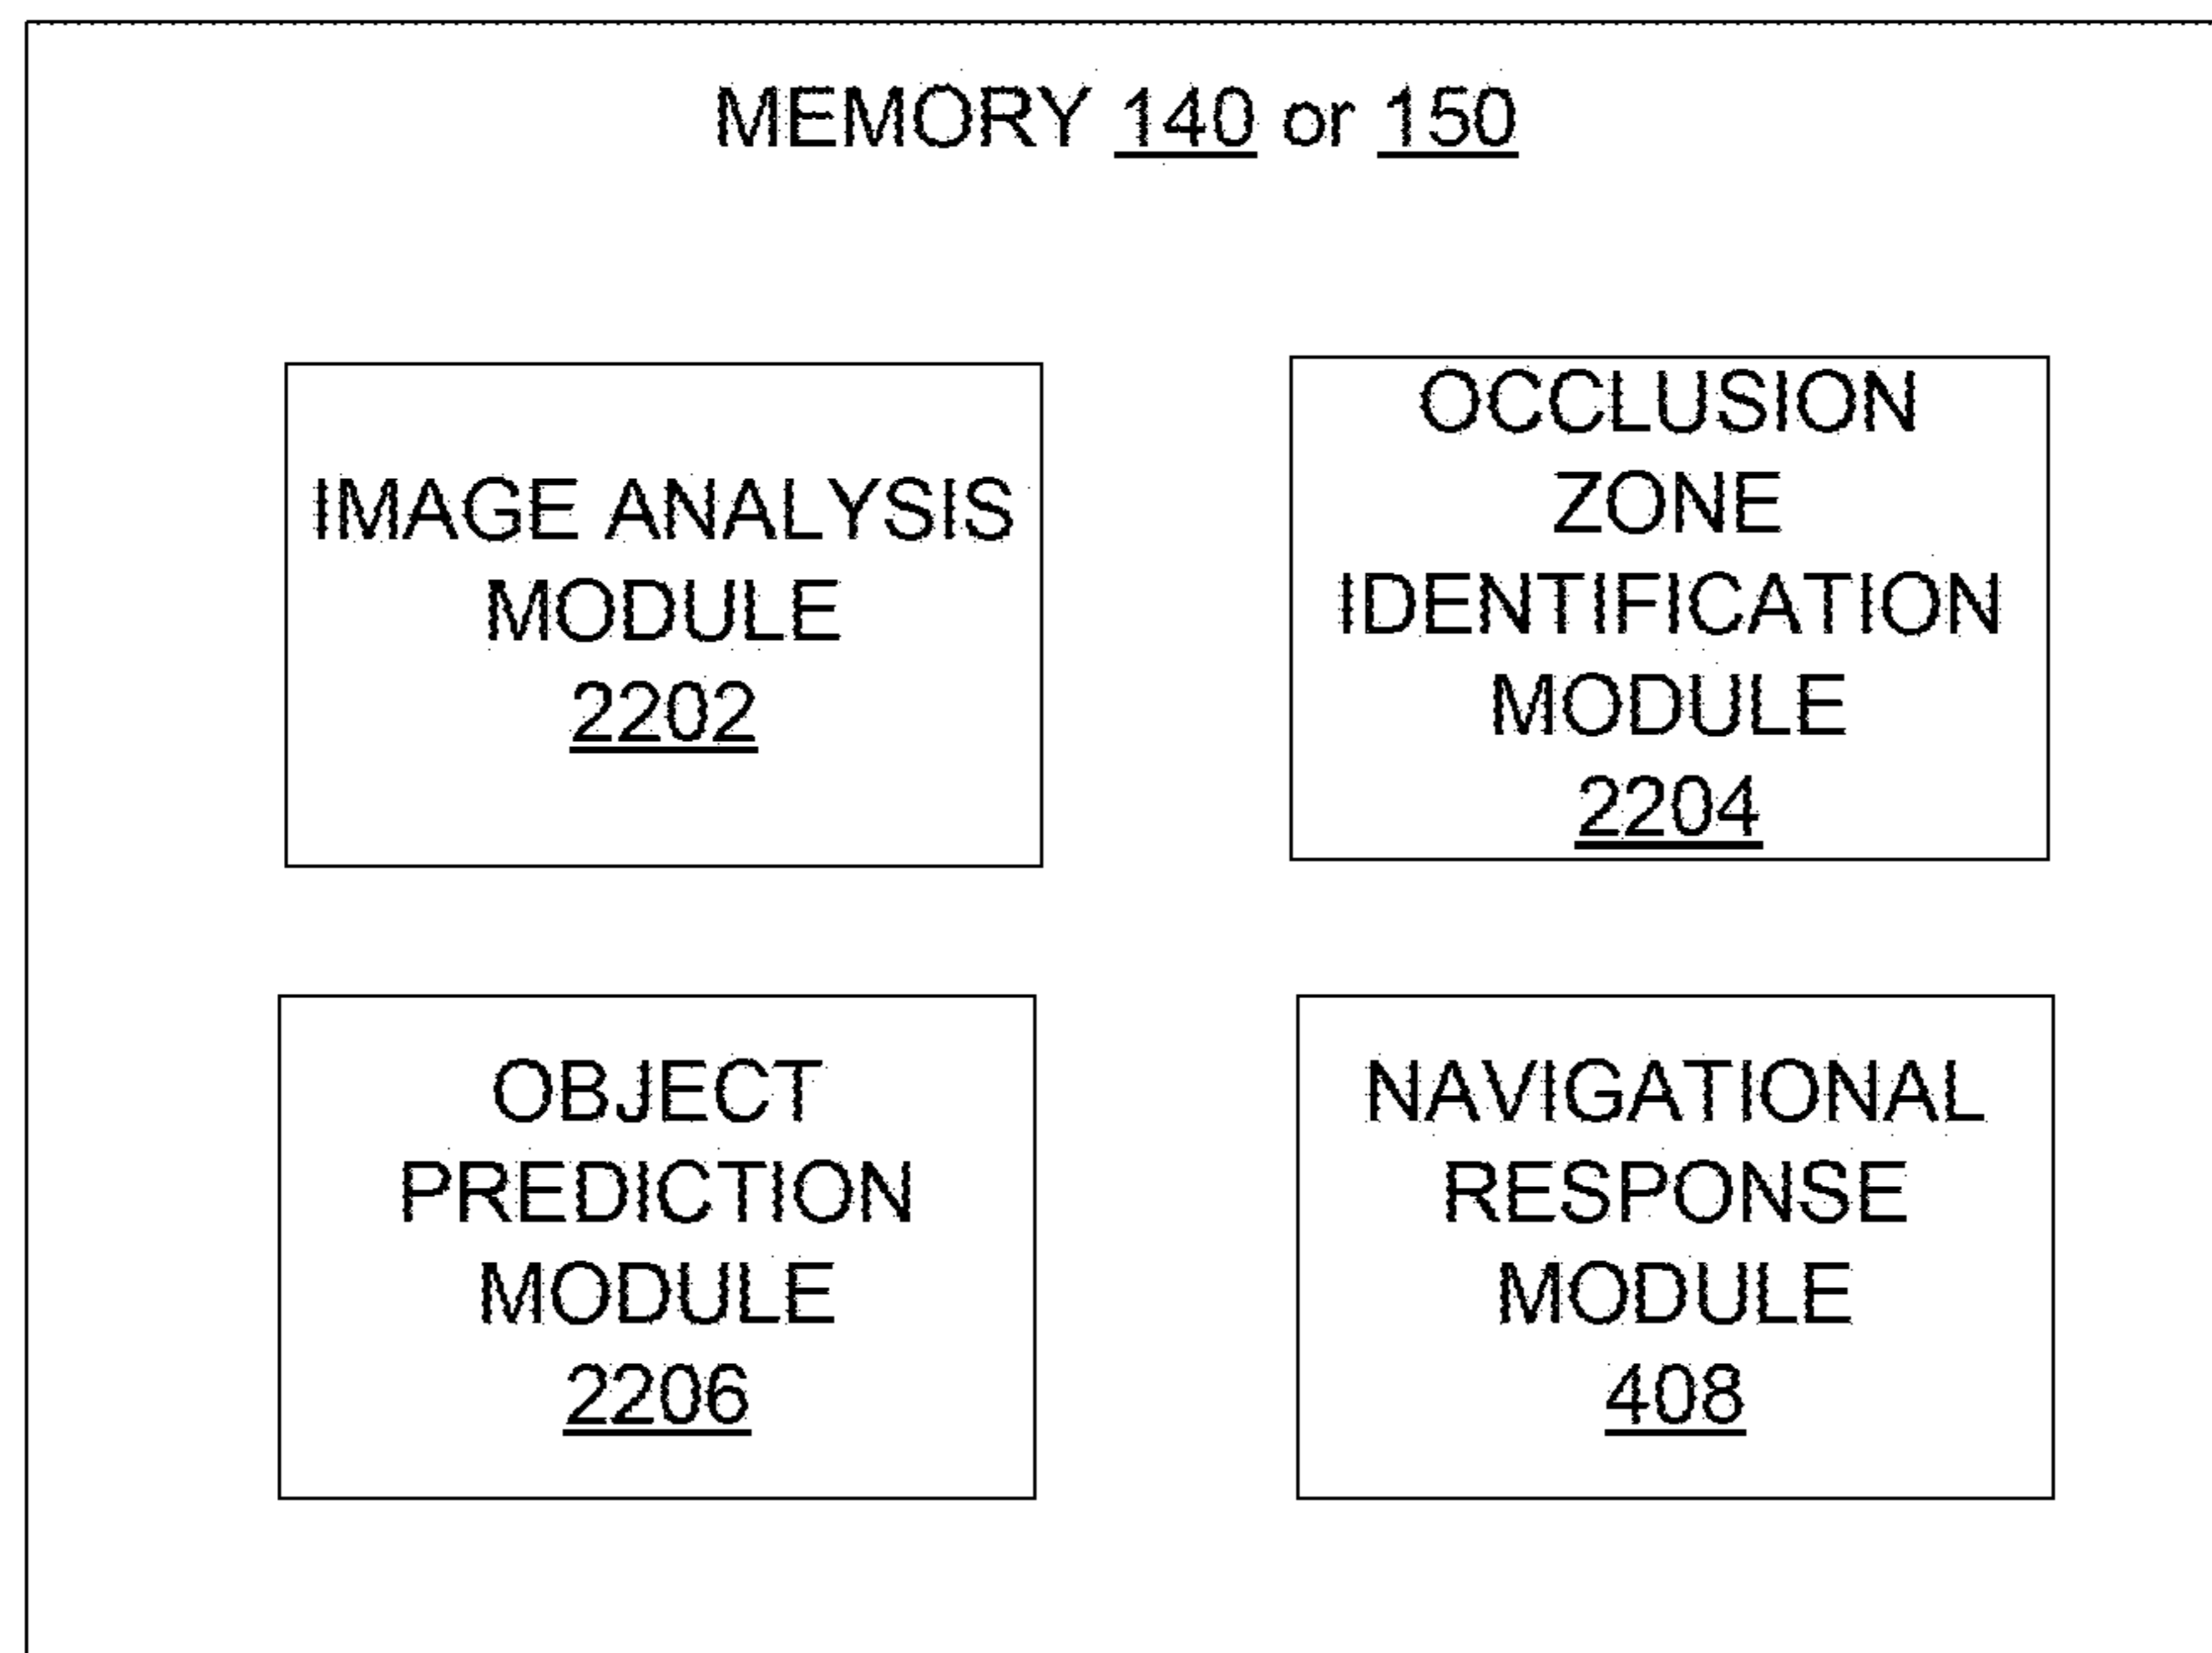 MEMORY 140 or 150
IMAGE ANALYSIS
MODULE
2202
OCCLUSION
ZONE
IDENTIFICATION
MODULE
2204
OBJECT
PREDICTION
MODULE
2206
NAVIGATIONAL
RESPONSE
MODULE
408